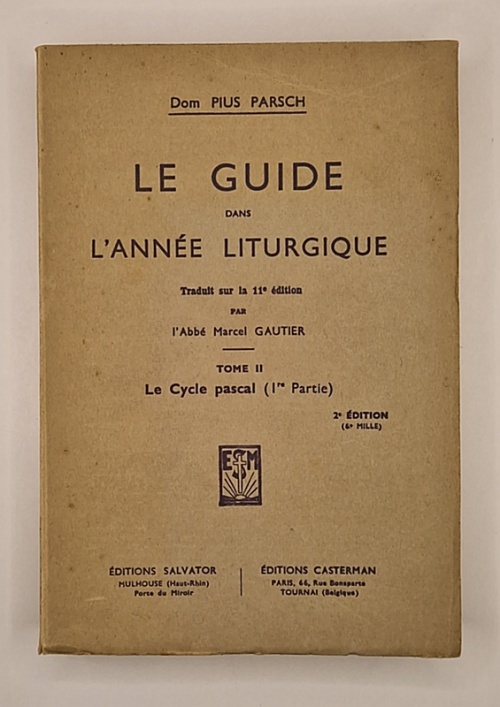 Dom PIUS PARSCH
LE GUIDE
DANS
L'ANNÉE LITURGIQUE
Traduit sur la 11e édition
PAR
l'Abbé Marcel GAUTIER
TOME II
Le Cycle pascal (1re Partie)
2e ÉDITION
(6e MILLE)
ESM
ÉDITIONS SALVATOR
MULHOUSE (Haut-Rhin)
Porte du Miroir
ÉDITIONS CASTERMAN
PARIS, 66, Rue Bonaparte
TOURNAI (Belgique)